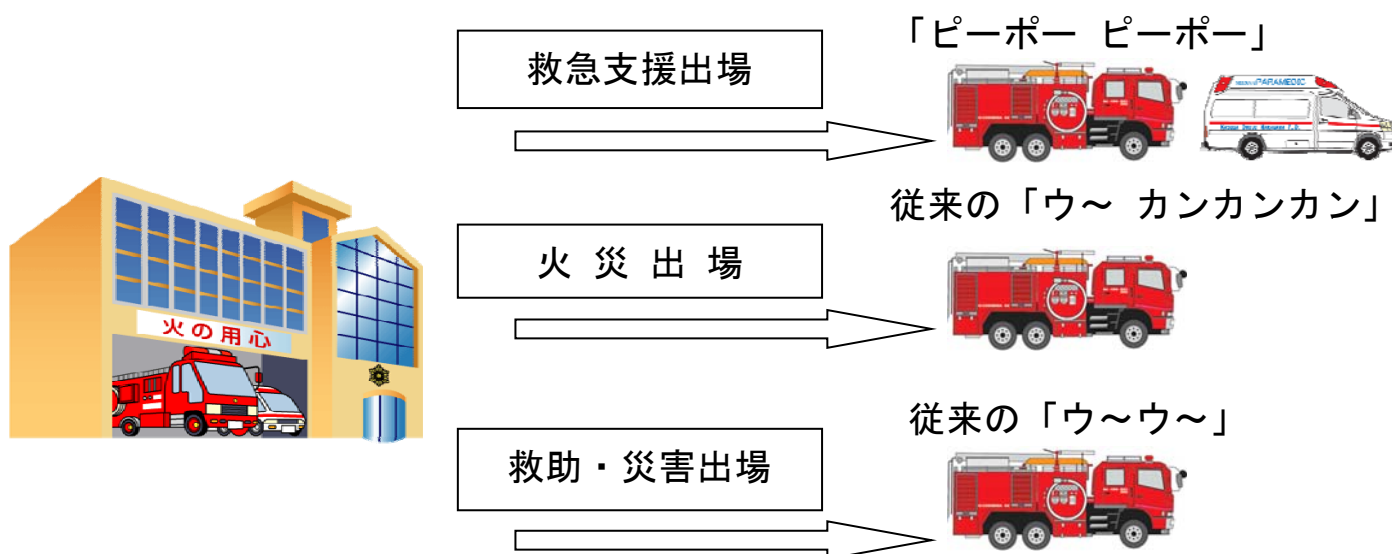 「ピーポー ピーポー」
救急支援出場
PARAMEDIC
従来の「ウ～ カンカンカン」
火 災 出 場
火の用心
従来の「ウ～ウ～」
救助・災害出場